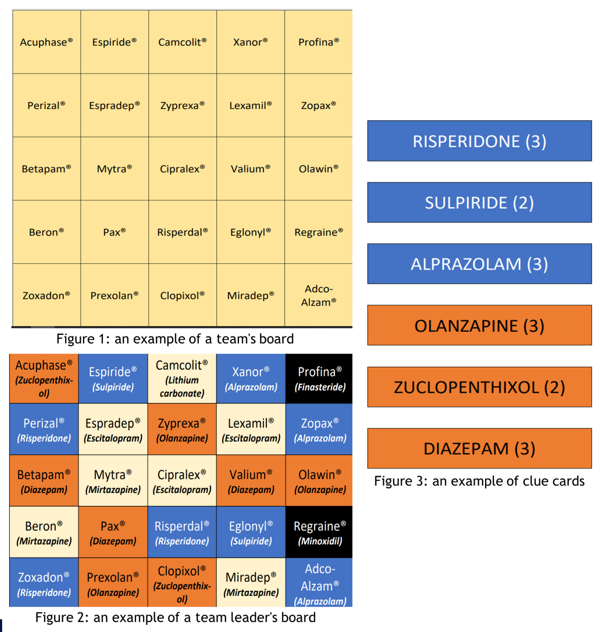 Acuphase® Espiride® Camcolit® Xanor® Profina®
Perizal® Espradep® Zyprexa® Lexamil® Zopax®
Betapam® Mytra® Cipralex® Valium® Olawin®
Beron® Pax® Risperdal® Eglonyl® Regraine®
Zoxadon® Prexolan® Clopixol® Miradep® Adco-
Alzam®
Figure 1: an example of a team's board
Acuphase®
(Zuclopenthix-
ol)
Espiride®
(Sulpiride)
Camcolit®
(Lithium
carbonate)
Xanor®
(Alprazolam)
Profina®
(Finasteride)
Perizal®
(Risperidone)
Espradep®
(Escitalopram)
Zyprexa®
(Olanzapine)
Lexamil®
(Escitalopram)
Zopax®
(Alprazolam)
Betapam®
(Diazepam)
Mytra®
(Mirtazapine)
Cipralex®
(Escitalopram)
Valium®
(Diazepam)
Olawin®
(Olanzapine)
Beron®
(Mirtazapine)
Pax®
(Diazepam)
Risperdal®
(Risperidone)
Eglonyl®
(Sulpiride)
Regraine®
(Minoxidil)
Zoxadon®
(Risperidone)
Prexolan®
(Olanzapine)
Clopixol®
(Zuclopenthix-
ol)
Miradep®
(Mirtazapine)
Adco-
Alzam®
(Alprazolam)
Figure 2: an example of a team leader's board
RISPERIDONE (3)
SULPIRIDE (2)
ALPRAZOLAM (3)
OLANZAPINE (3)
ZUCLOPENTHIXOL (2)
DIAZEPAM (3)
Figure 3: an example of clue cards